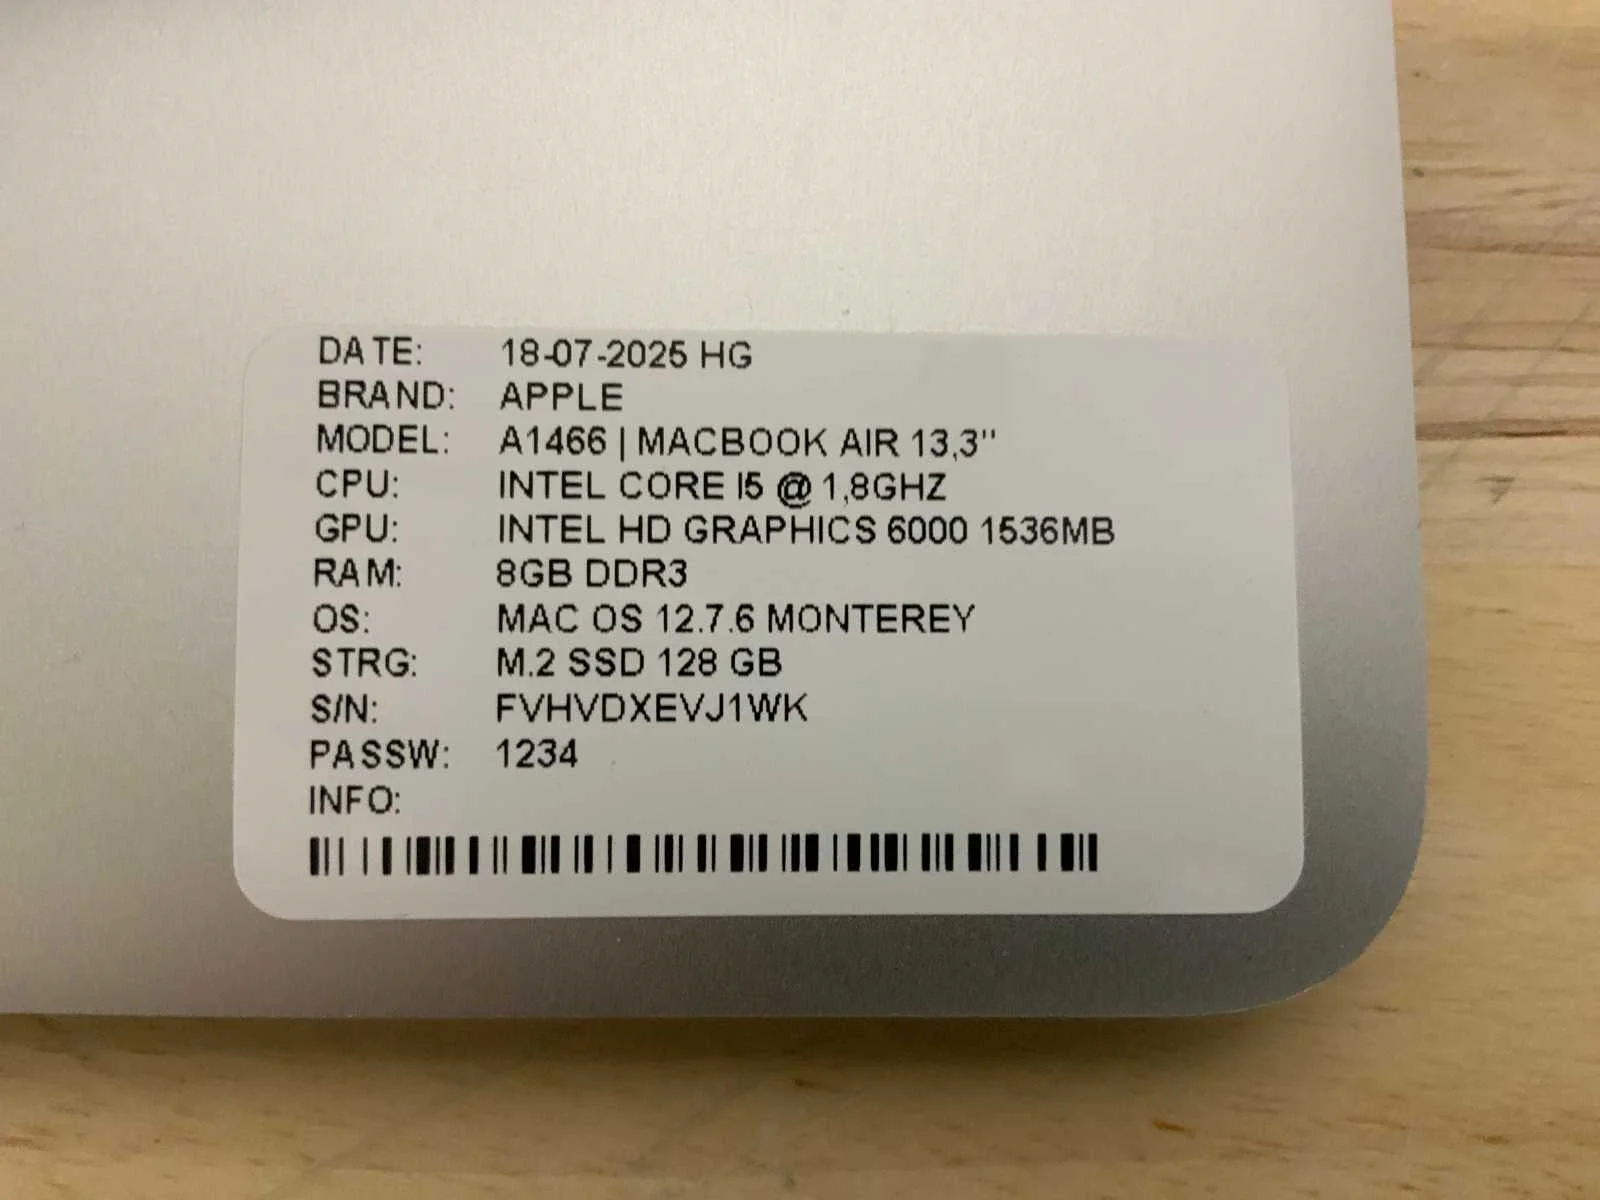 DATE: 18-07-2025 HG
BRAND: APPLE
MODEL: A1466 | MACBOOK AIR 13,3"
CPU: INTEL CORE I5 @ 1,8GHZ
GPU: INTEL HD GRAPHICS 6000 1536MB
RAM: 8GB DDR3
OS: MAC OS 12.7.6 MONTEREY
STRG: M.2 SSD 128 GB
S/N: FVHVDXEVJ1WK
PASSW: 1234
INFO: